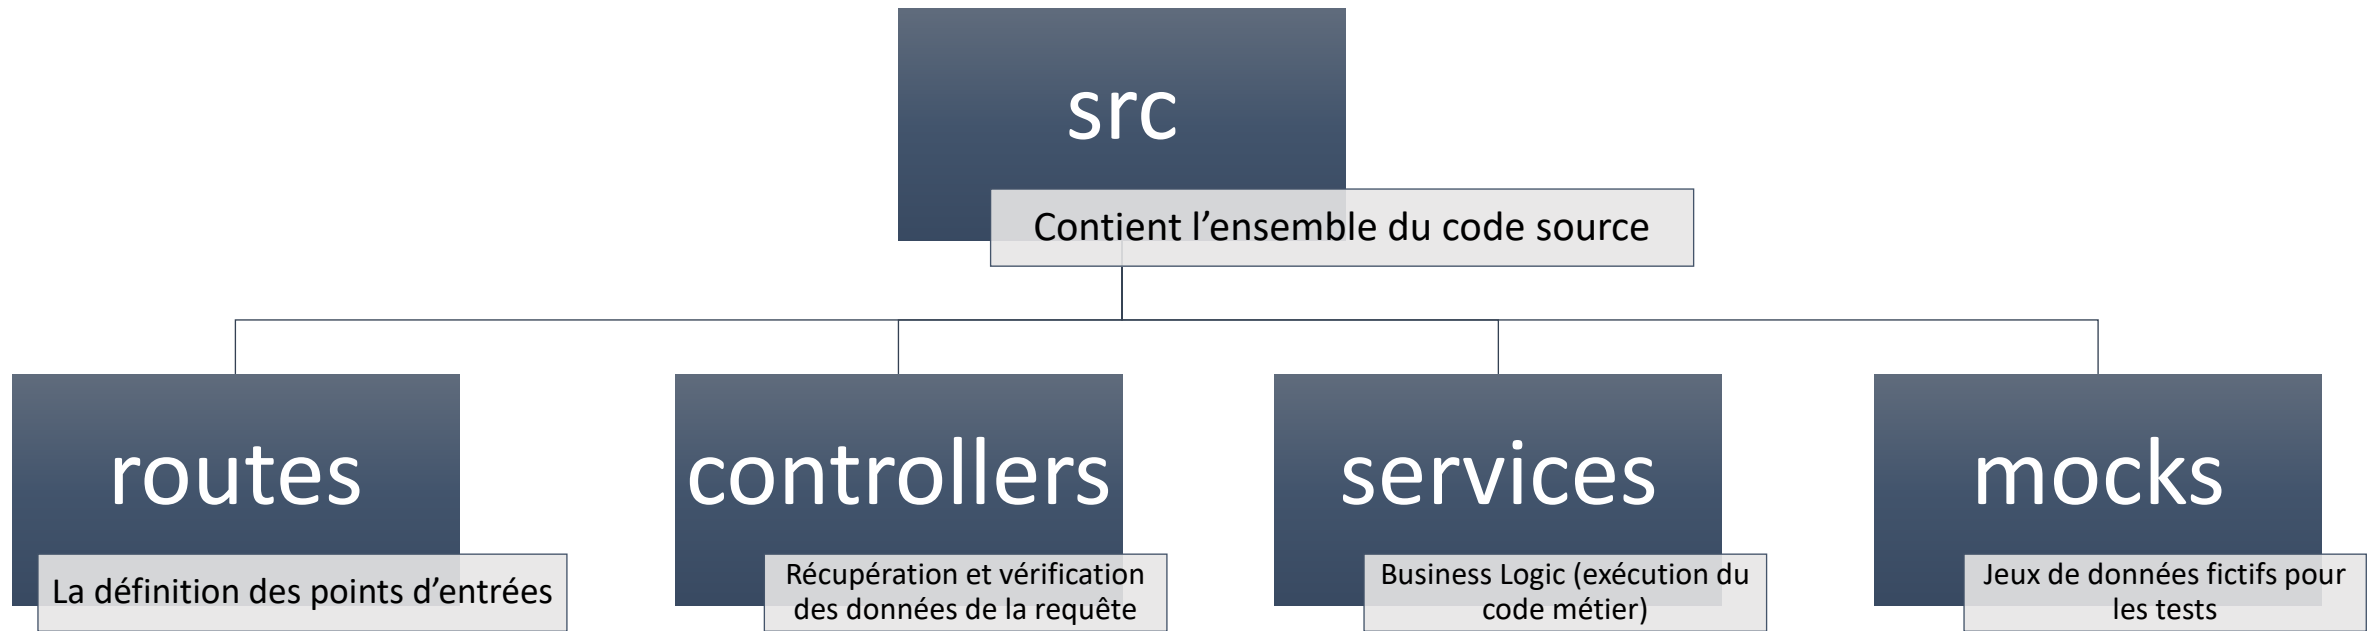 src
Contient l’ensemble du code source
routes
controllers
services
mocks
La définition des points d’entrées
Récupération et vérification
des données de la requête
Business Logic (exécution du
code métier)
Jeux de données fictifs pour
les tests